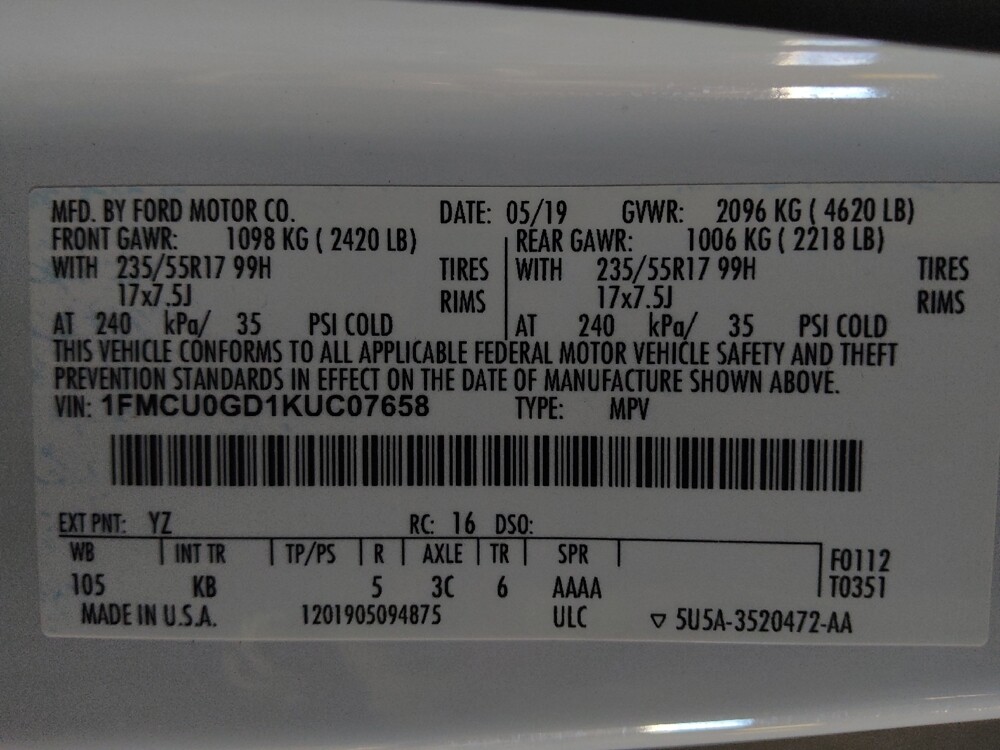 MFD. BY FORD MOTOR CO. DATE: 05/19 GVWR: 2096 KG ( 4620 LB)
FRONT GAWR: 1098 KG ( 2420 LB) REAR GAWR: 1006 KG ( 2218 LB)
WITH 235/55R17 99H TIRES WITH 235/55R17 99H TIRES
17x7.5J RIMS 17x7.5J RIMS
AT 240 kPa/ 35 PSI COLD AT 240 kPa/ 35 PSI COLD
THIS VEHICLE CONFORMS TO ALL APPLICABLE FEDERAL MOTOR VEHICLE SAFETY AND THEFT
PREVENTION STANDARDS IN EFFECT ON THE DATE OF MANUFACTURE SHOWN ABOVE.
VIN: 1FMCU0GD1KUC07658 TYPE: MPV
EXT PNT: YZ RC: 16 DSO:
WB INT TR TP/PS R AXLE TR SPR F0112
105 KB 5 3C 6 AAAA T0351
MADE IN U.S.A. 1201905094875 ULC ▽ 5U5A-3520472-AA